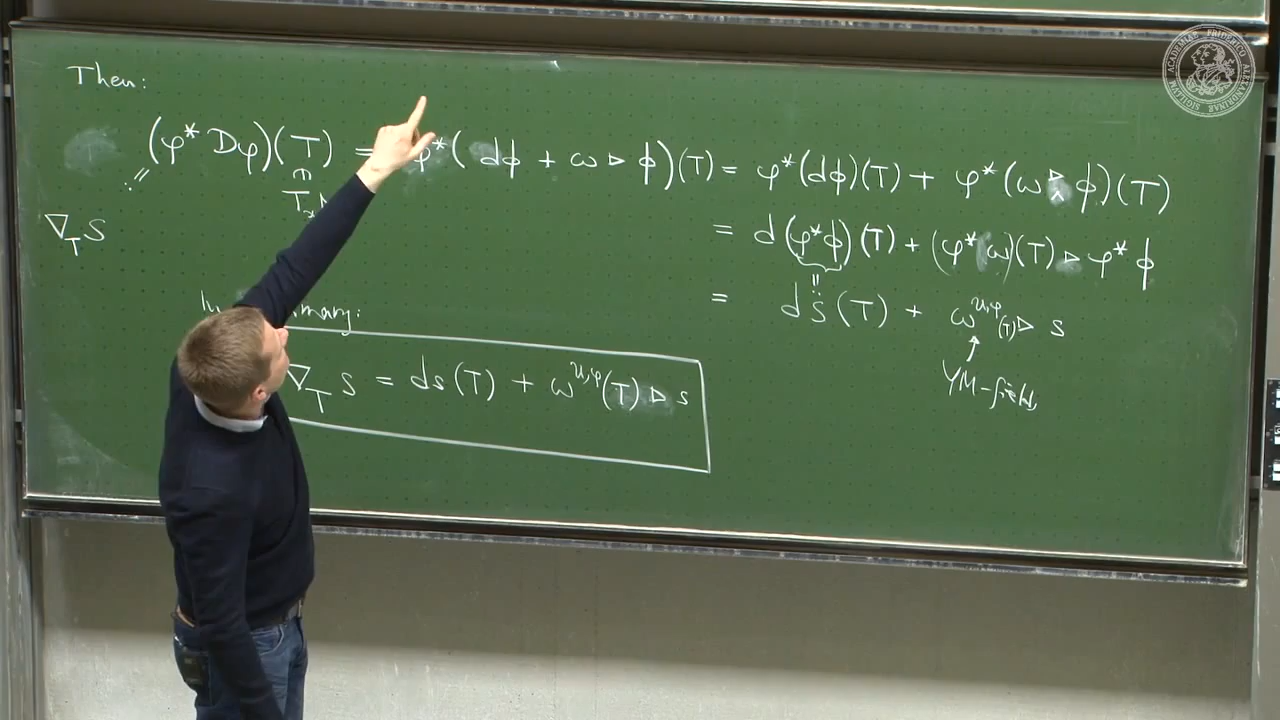 Then:
(φ* Dφ)(T) = φ*( dϕ + ω ▷ ϕ)(T) = φ*(dϕ)(T) + φ*(ω ▷ ϕ)(T)
∇_T S
= d(φ*ϕ)(T) + (φ* ω)(T) ▷ φ* ϕ
= ds(T) + ω^{U,φ}(T) ▷ s
YM-field
∇_T S = ds(T) + ω^{U,φ}(T) ▷ s